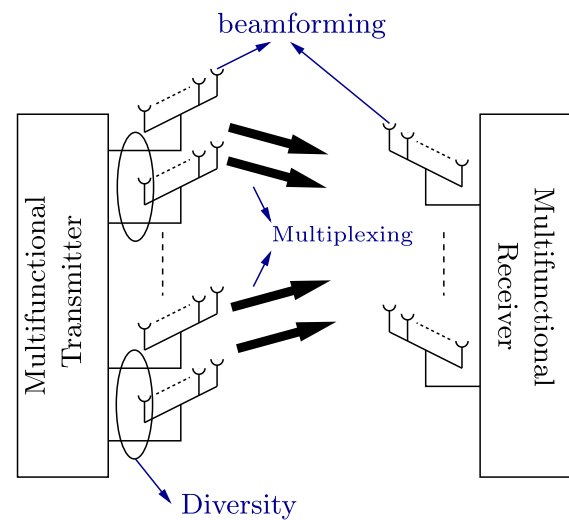 beamforming
Multifunctional
Transmitter
Multiplexing
Multifunctional
Receiver
Diversity